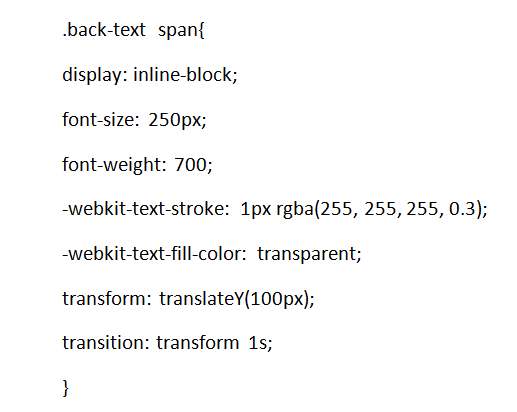 .back-text span{
display: inline-block;
font-size: 250px;
font-weight: 700;
-webkit-text-stroke: 1px rgba(255, 255, 255, 0.3);
-webkit-text-fill-color: transparent;
transform: translateY(100px);
transition: transform 1s;
}